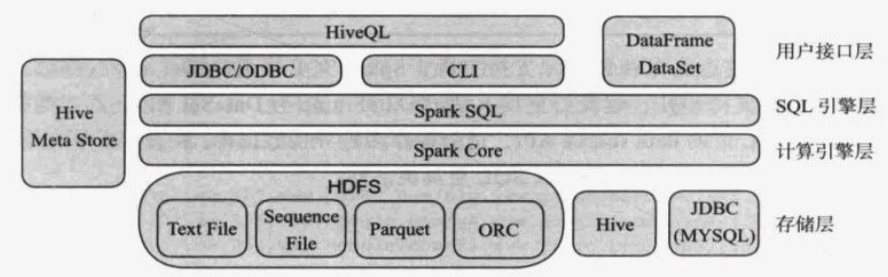 HiveQL
DataFrame
DataSet
用户接口层
JDBC/ODBC
CLI
Hive
Meta Store
Spark SQL
SQL 引擎层
Spark Core
计算引擎层
HDFS
Text File
Sequence
File
Parquet
ORC
Hive
JDBC
(MYSQL)
存储层